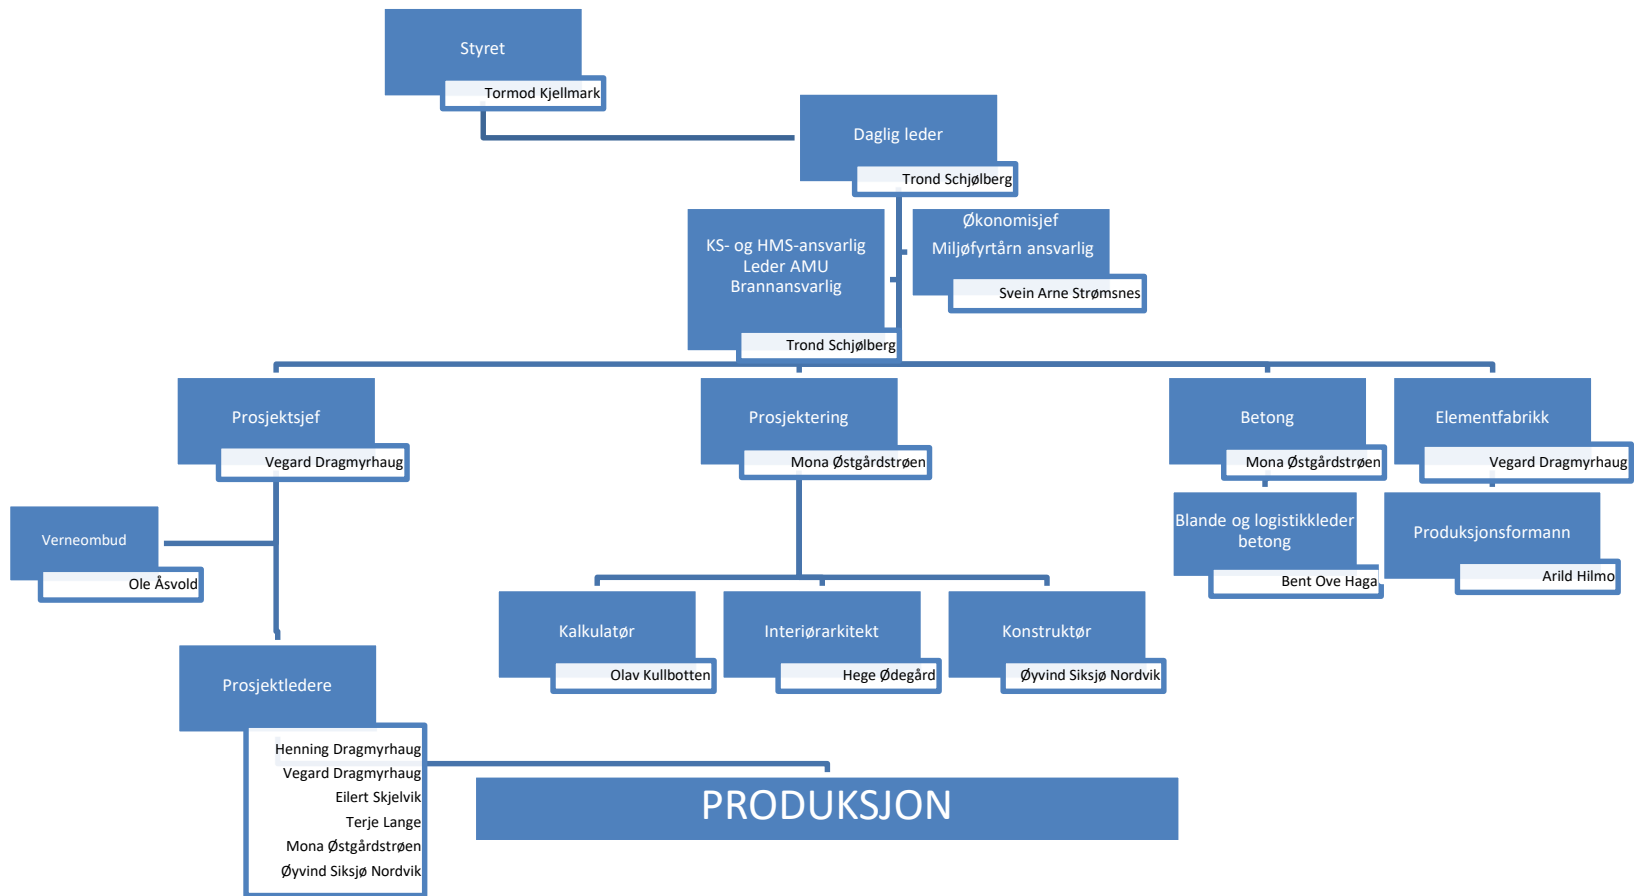 Styret
Tormod Kjellmark
Daglig leder
Trond Schjølberg
KS- og HMS-ansvarlig
Leder AMU
Brannansvarlig
Trond Schjølberg
Økonomisjef
Miljøfyrtårn ansvarlig
Svein Arne Strømsnes
Prosjektsjef
Vegard Dragmyrhaug
Prosjektering
Mona Østgårdstrøen
Betong
Mona Østgårdstrøen
Elementfabrikk
Vegard Dragmyrhaug
Verneombud
Ole Åsvold
Blande og logistikkleder
betong
Bent Ove Haga
Produksjonsformann
Arild Hilmo
Kalkulatør
Olav Kullbotten
Interiørarkitekt
Hege Ødegård
Konstruktør
Øyvind Siksjø Nordvik
Prosjektledere
Henning Dragmyrhaug
Vegard Dragmyrhaug
Eilert Skjelvik
Terje Lange
Mona Østgårdstrøen
Øyvind Siksjø Nordvik
PRODUKSJON